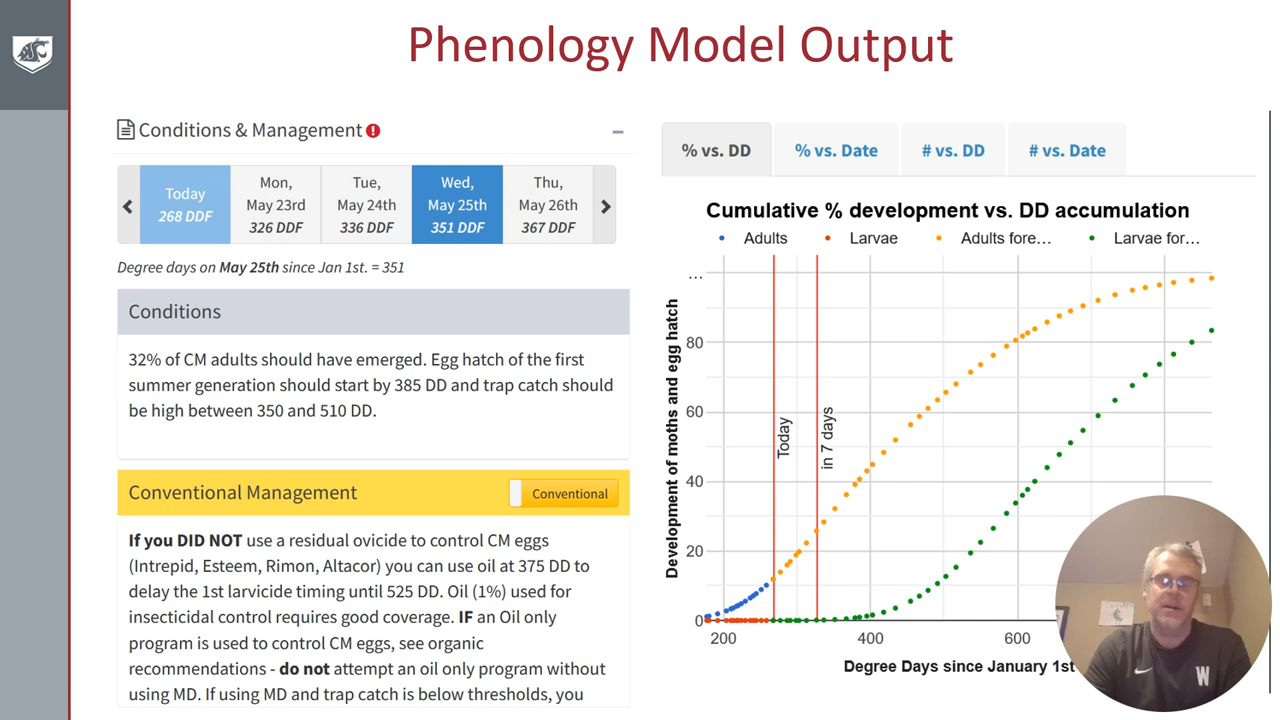 Phenology Model Output
Conditions & Management
Today
268 DDF
Mon,
May 23rd
326 DDF
Tue,
May 24th
336 DDF
Wed,
May 25th
351 DDF
Thu,
May 26th
367 DDF
Degree days on May 25th since Jan 1st. = 351
Conditions
32% of CM adults should have emerged. Egg hatch of the first
summer generation should start by 385 DD and trap catch should
be high between 350 and 510 DD.
Conventional Management
Conventional
If you DID NOT use a residual ovicide to control CM eggs
(Intrepid, Esteem, Rimon, Altacor) you can use oil at 375 DD to
delay the 1st larvicide timing until 525 DD. Oil (1%) used for
insecticidal control requires good coverage. IF an Oil only
program is used to control CM eggs, see organic
recommendations - do not attempt an oil only program without
using MD. If using MD and trap catch is below thresholds, you
% vs. DD
% vs. Date
# vs. DD
# vs. Date
Cumulative % development vs. DD accumulation
Adults
Larvae
Adults fore…
Larvae for…
Development of moths and egg hatch
…
80
60
40
20
0
Today
in 7 days
200
400
600
Degree Days since January 1st
W